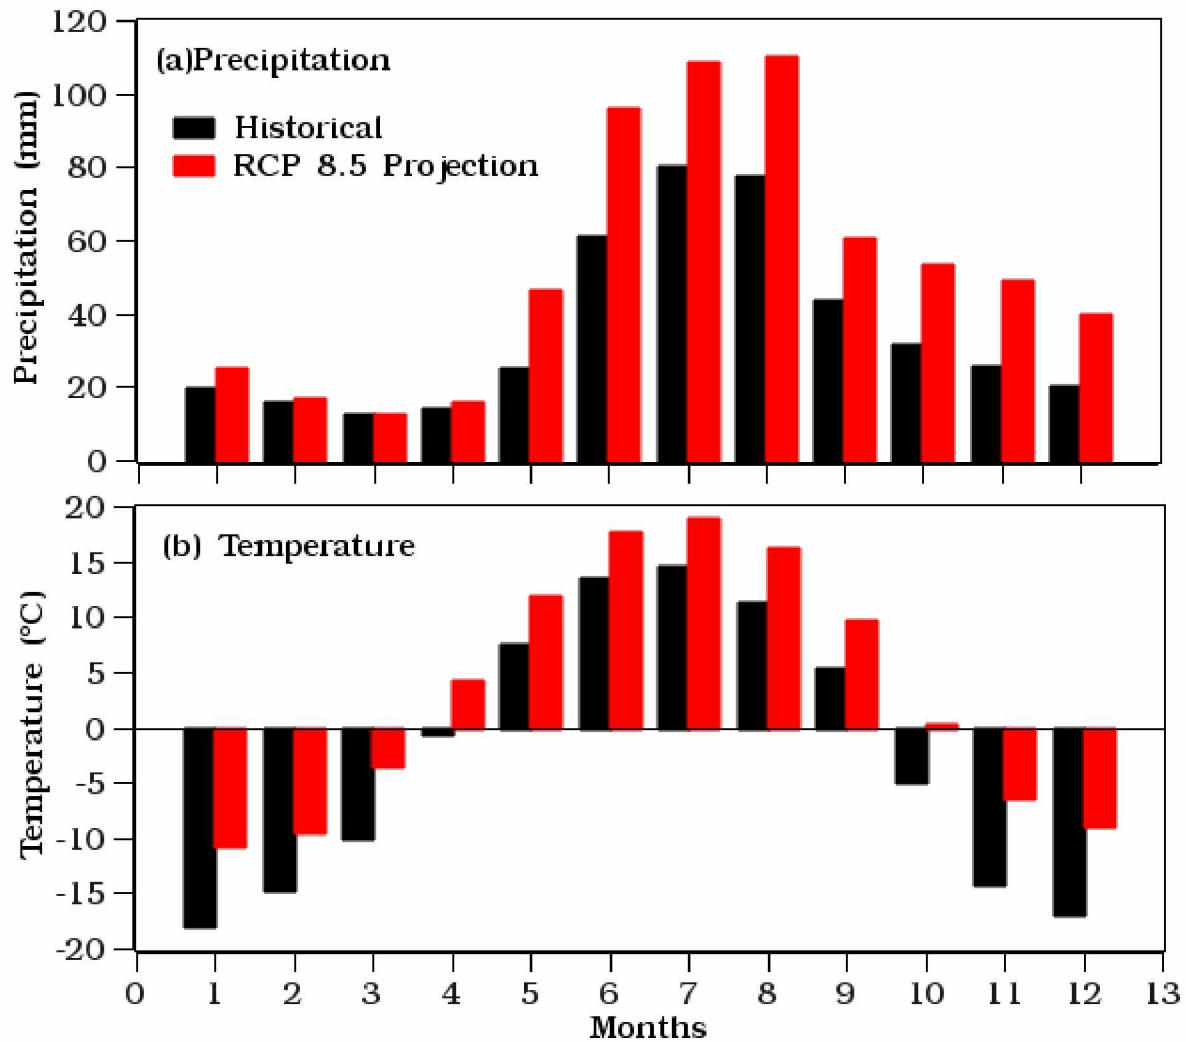 120
(a)Precipitation
100
Historical
80
RCP 8.5 Projection
60
40
20
0
Precipitation (mm)
20
(b) Temperature
15
10
5
0
-5
-10
-15
-20
Temperature (°C)
0 1 2 3 4 5 6 7 8 9 10 11 12 13
Months